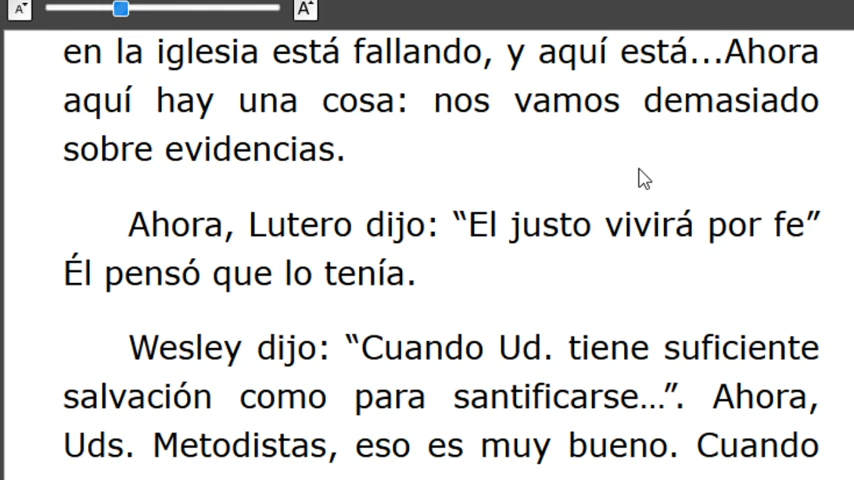 A A
en la iglesia está fallando, y aquí está...Ahora
aquí hay una cosa: nos vamos demasiado
sobre evidencias.
Ahora, Lutero dijo: “El justo vivirá por fe”
Él pensó que lo tenía.
Wesley dijo: “Cuando Ud. tiene suficiente
salvación como para santificarse...”. Ahora,
Uds. Metodistas, eso es muy bueno. Cuando